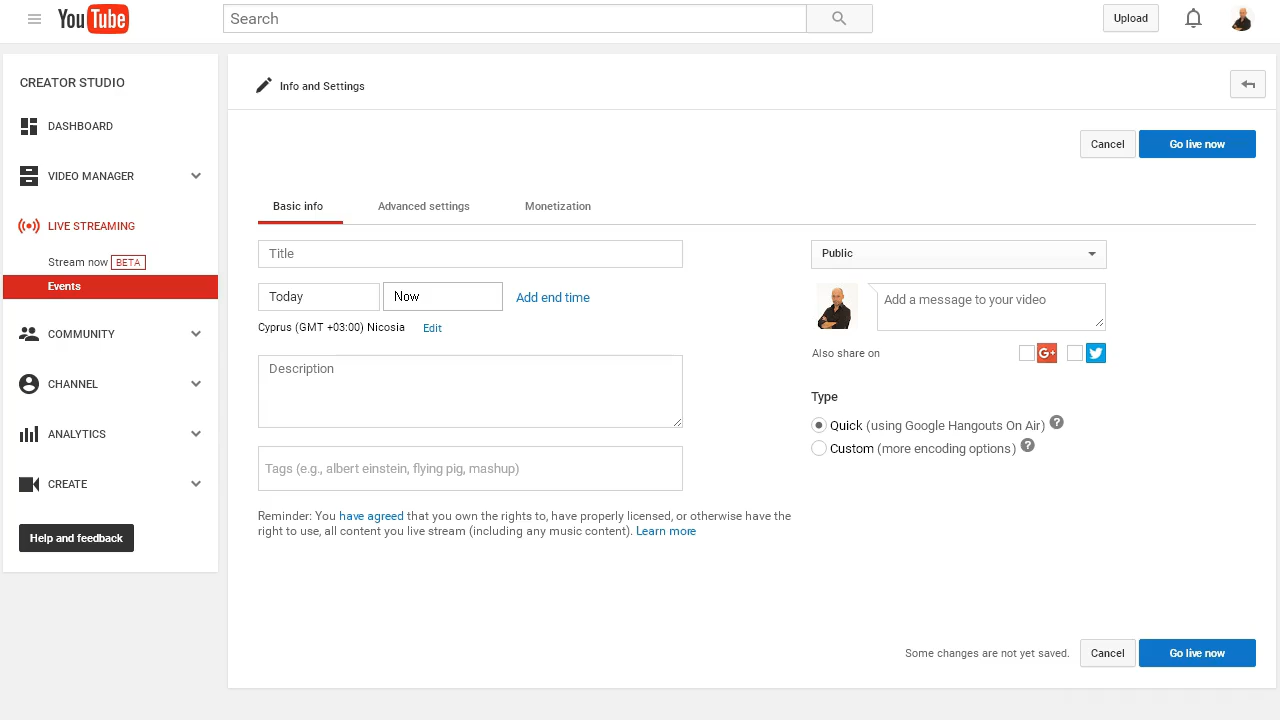 YouTube
Search
Upload
CREATOR STUDIO
DASHBOARD
VIDEO MANAGER
LIVE STREAMING
Stream now BETA
Events
COMMUNITY
CHANNEL
ANALYTICS
CREATE
Help and feedback
Info and Settings
Cancel
Go live now
Basic info
Advanced settings
Monetization
Title
Today
Now
Add end time
Cyprus (GMT +03:00) Nicosia
Edit
Description
Tags (e.g., albert einstein, flying pig, mashup)
Reminder: You have agreed that you own the rights to, have properly licensed, or otherwise have the
right to use, all content you live stream (including any music content). Learn more
Public
Add a message to your video
Also share on
G+
Type
Quick (using Google Hangouts On Air) ?
Custom (more encoding options) ?
Some changes are not yet saved.
Cancel
Go live now